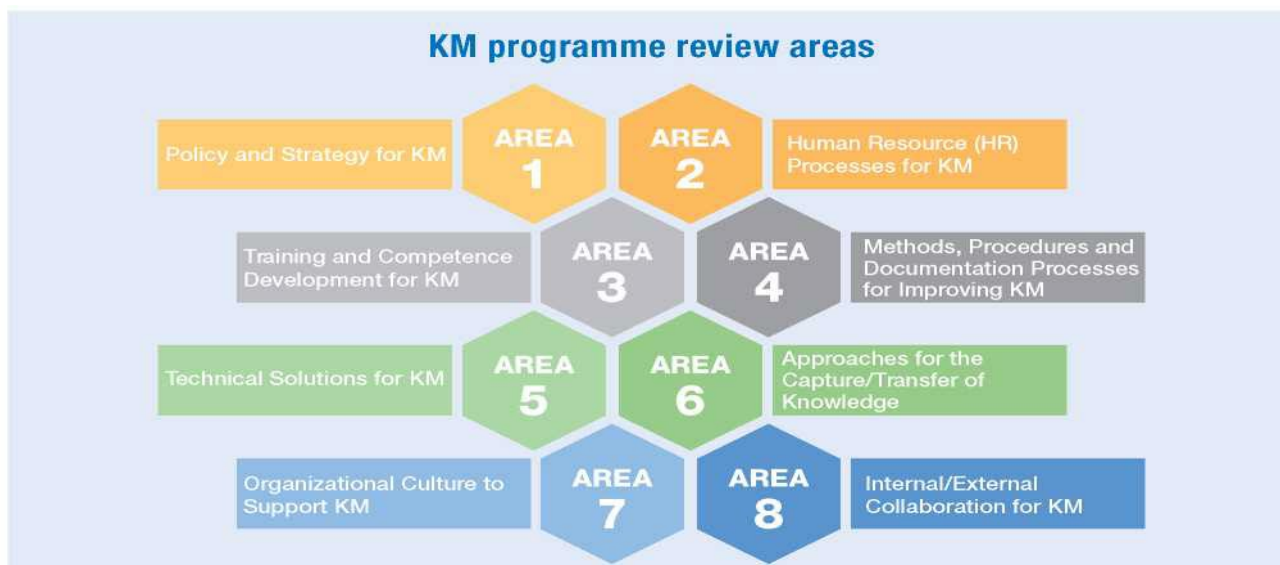 KM programme review areas
Policy and Strategy for KM
AREA
1
AREA
2
Human Resource (HR)
Processes for KM
Training and Competence
Development for KM
AREA
3
AREA
4
Methods, Procedures and
Documentation Processes
for Improving KM
Technical Solutions for KM
AREA
5
AREA
6
Approaches for the
Capture/Transfer of
Knowledge
Organizational Culture to
Support KM
AREA
7
AREA
8
Internal/External
Collaboration for KM